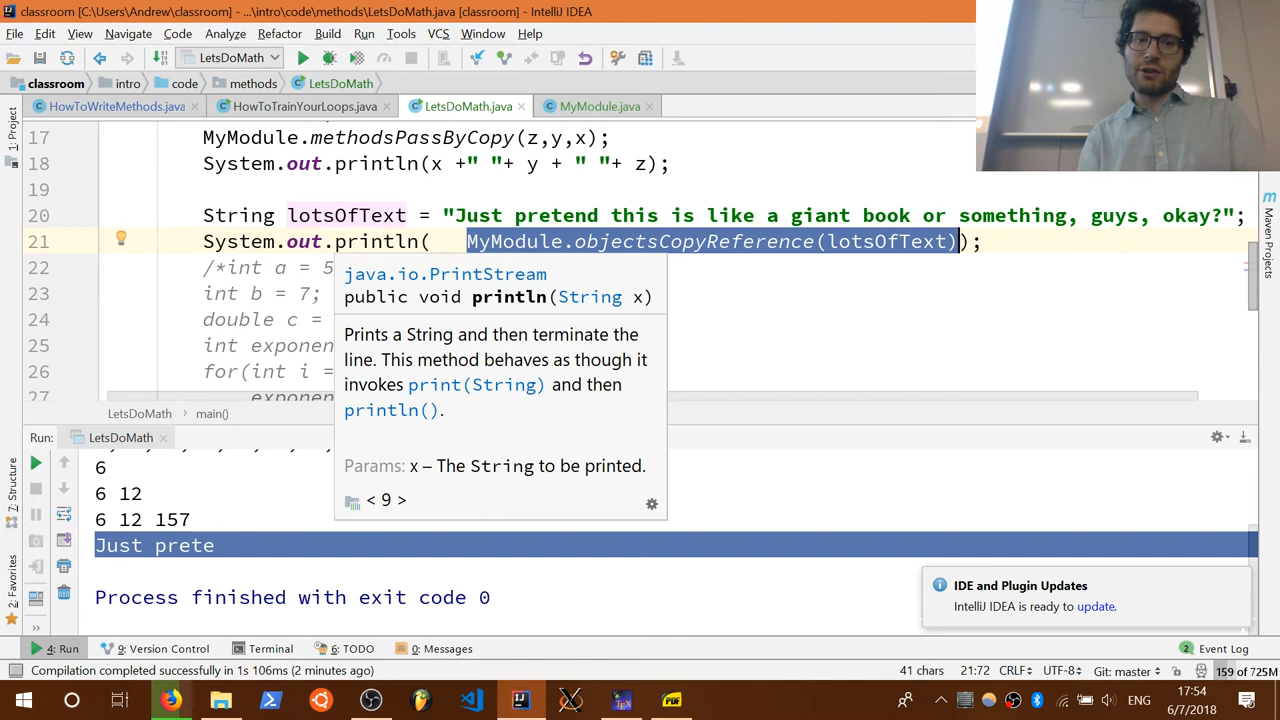 classroom [C:\Users\Andrew\classroom] - ...\intro\code\methods\LetsDoMath.java [classroom] - IntelliJ IDEA
File Edit View Navigate Code Analyze Refactor Build Run Tools VCS Window Help
LetsDoMath
classroom intro code methods LetsDoMath
HowToWriteMethods.java HowToTrainYourLoops.java LetsDoMath.java MyModule.java
1: Project
Maven Projects
17 MyModule.methodsPassByCopy(z,y,x);
18 System.out.println(x +" "+ y + " "+ z);
19
20 String lotsOfText = "Just pretend this is like a giant book or something, guys, okay?";
21 System.out.println( MyModule.objectsCopyReference(lotsOfText));
22 /*int a = 5
23 int b = 7;
24 double c =
25 int exponen
26 for(int i =
27 exponen
java.io.PrintStream
public void println(String x)
Prints a String and then terminate the
line. This method behaves as though it
invokes print(String) and then
println().
Params: x – The String to be printed.
< 9 >
LetsDoMath main()
Run: LetsDoMath
6
6 12
6 12 157
Just prete
Process finished with exit code 0
7: Structure
2: Favorites
IDE and Plugin Updates
IntelliJ IDEA is ready to update.
4: Run 9: Version Control Terminal 6: TODO 0: Messages 2 Event Log
Compilation completed successfully in 1s 106ms (2 minutes ago) 41 chars 21:72 CRLF UTF-8 Git: master 159 of 725M
ENG
17:54
6/7/2018